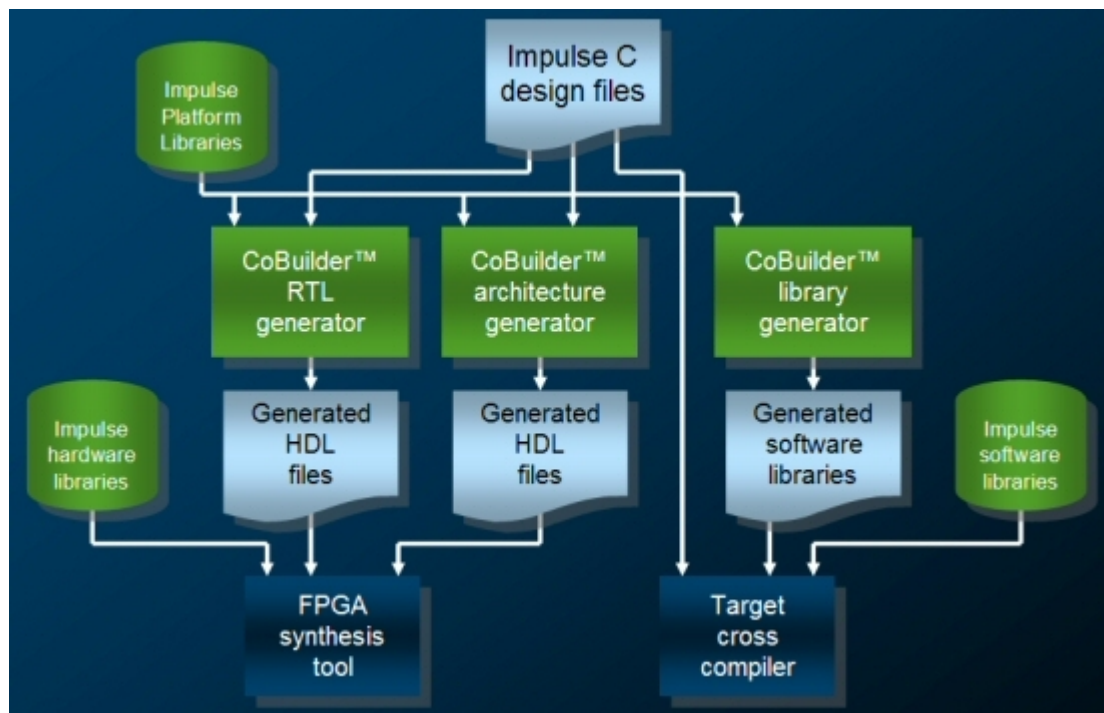 Impulse C
design files
Impulse
Platform
Libraries
CoBuilder™
RTL
generator
CoBuilder™
architecture
generator
CoBuilder™
library
generator
Impulse
hardware
libraries
Generated
HDL
files
Generated
HDL
files
Generated
software
libraries
Impulse
software
libraries
FPGA
synthesis
tool
Target
cross
compiler